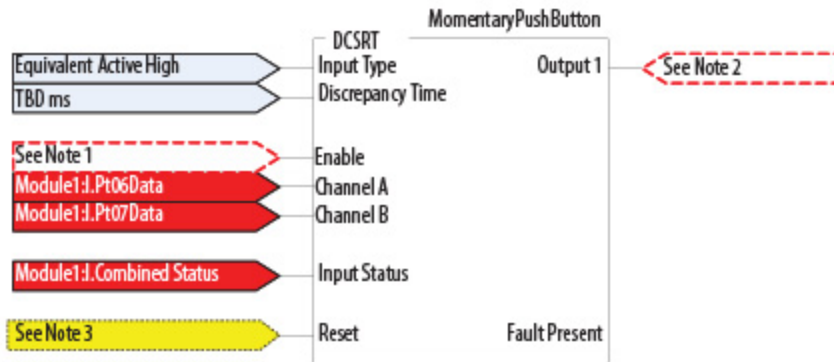 MomentaryPushButton
DCSRT
Equivalent Active High
Input Type
Output 1
See Note 2
TBD ms
Discrepancy Time
See Note 1
Enable
Module1:I.Pt06Data
Channel A
Module1:I.Pt07Data
Channel B
Module1:I.Combined Status
Input Status
See Note 3
Reset
Fault Present